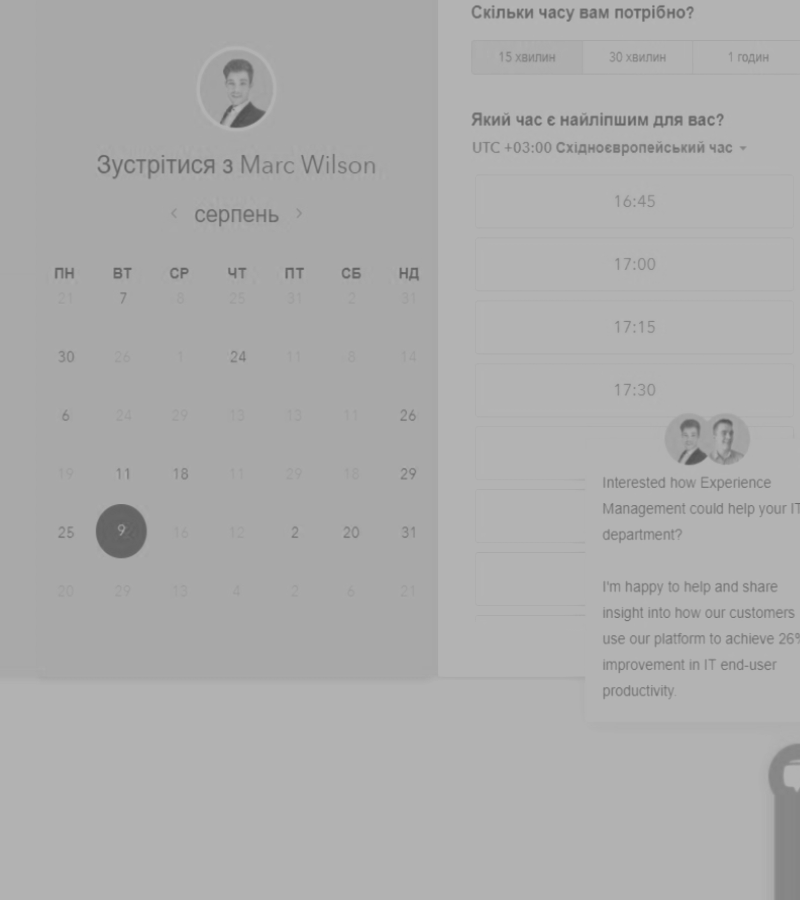 Зустрітися з Marc Wilson
серпень
ПН ВТ СР ЧТ ПТ СБ НД
21 7 8 25 31 2 31
30 26 1 24 11 8 14
6 24 29 13 13 11 26
19 11 18 11 29 18 29
25 9 16 12 2 20 31
20 29 13 4 2 6 21
Скільки часу вам потрібно?
15 хвилин 30 хвилин 1 годин
Який час є найліпшим для вас?
UTC +03:00 Східноєвропейський час
16:45
17:00
17:15
17:30
Interested how Experience
Management could help your IT
department?
I'm happy to help and share
insight into how our customers
use our platform to achieve 26%
improvement in IT end-user
productivity.